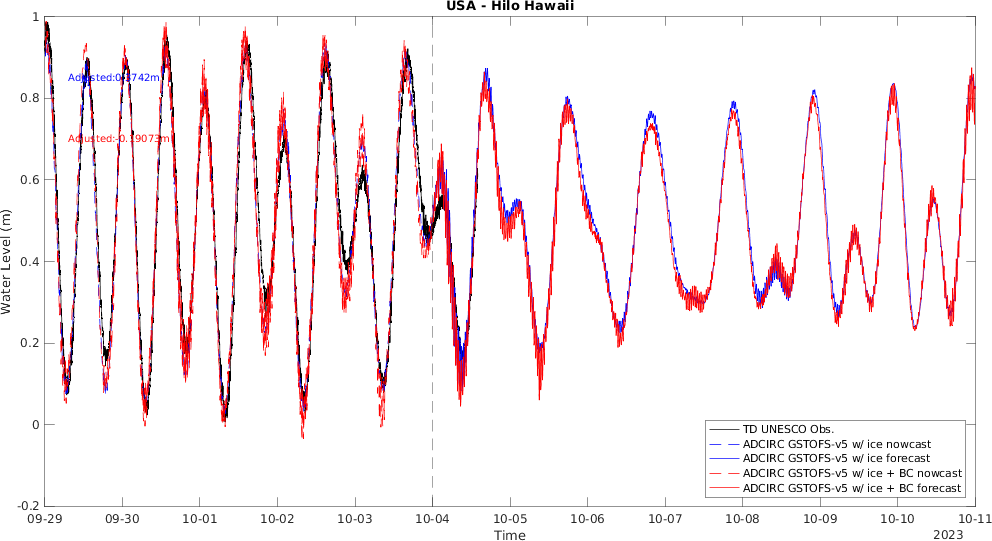 USA - Hilo Hawaii
1
0.8
0.6
0.4
0.2
0
-0.2
Water Level (m)
Adjusted:-0.19073m
TD UNESCO Obs.
ADCIRC GSTOFS-v5 w/ ice nowcast
ADCIRC GSTOFS-v5 w/ ice forecast
ADCIRC GSTOFS-v5 w/ ice + BC nowcast
ADCIRC GSTOFS-v5 w/ ice + BC forecast
09-29 09-30 10-01 10-02 10-03 10-04 10-05 10-06 10-07 10-08 10-09 10-10 10-11
Time
2023